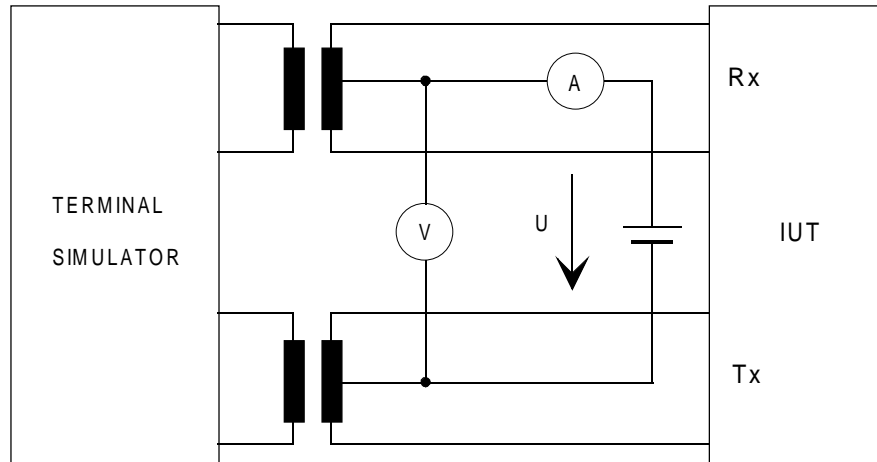 Rx
A
TERMINAL
SIMULATOR
V
U
IUT
Tx